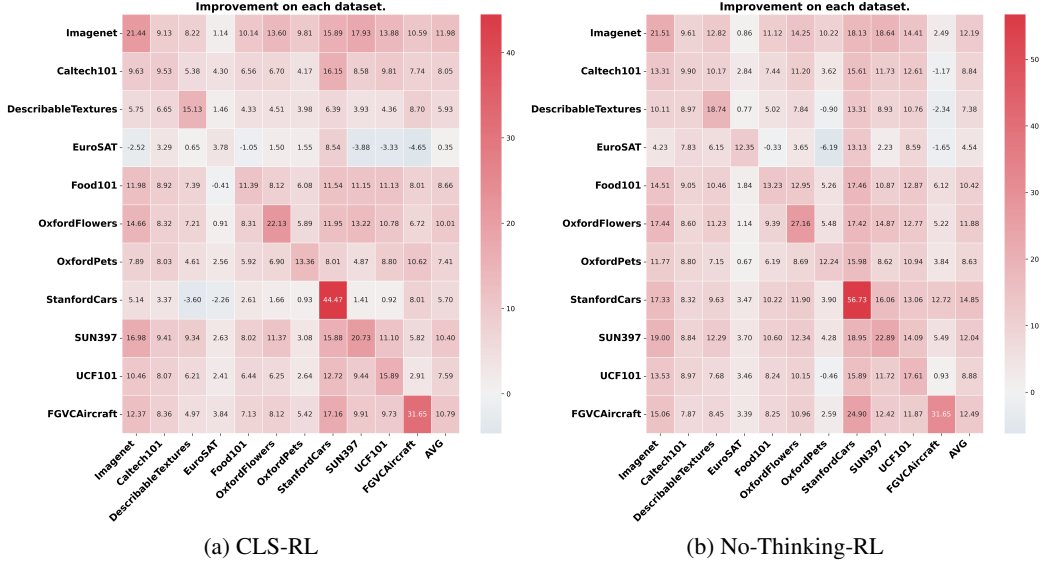 Improvement on each dataset.
Imagenet 21.44 9.13 8.22 1.14 10.14 13.60 9.81 15.89 17.93 13.88 10.59 11.98
Caltech101 9.63 9.53 5.38 4.30 6.56 6.70 4.17 16.15 8.58 9.81 7.74 8.05
DescribableTextures 5.75 6.65 15.13 1.46 4.33 4.51 3.98 6.39 3.93 4.36 8.70 5.93
EuroSAT -2.52 3.29 0.65 3.78 -1.05 1.50 1.55 8.54 -3.88 -3.33 -4.65 0.35
Food101 11.98 8.92 7.39 -0.41 11.39 8.12 6.08 11.54 11.15 11.13 8.01 8.66
OxfordFlowers 14.66 8.32 7.21 0.91 8.31 22.13 5.89 11.95 13.22 10.78 6.72 10.01
OxfordPets 7.89 8.03 4.61 2.56 5.92 6.90 13.36 8.01 4.87 8.80 10.62 7.41
StanfordCars 5.14 3.37 -3.60 -2.26 2.61 1.66 0.93 44.47 1.41 0.92 8.01 5.70
SUN397 16.98 9.41 9.34 2.63 8.02 11.37 3.08 15.88 20.73 11.10 5.82 10.40
UCF101 10.46 8.07 6.21 2.41 6.44 6.25 2.64 12.72 9.44 15.89 2.91 7.59
FGVCAircraft 12.37 8.36 4.97 3.84 7.13 8.12 5.42 17.16 9.91 9.73 31.65 10.79
Imagenet Caltech101 DescribableTextures EuroSAT Food101 OxfordFlowers OxfordPets StanfordCars SUN397 UCF101 FGVCAircraft AVG
40
30
20
10
0
(a) CLS-RL
Improvement on each dataset.
Imagenet 21.51 9.61 12.82 0.86 11.12 14.25 10.22 18.13 18.64 14.41 2.49 12.19
Caltech101 13.31 9.90 10.17 2.84 7.44 11.20 3.62 15.61 11.73 12.61 -1.17 8.84
DescribableTextures 10.11 8.97 18.74 0.77 5.02 7.84 -0.90 13.31 8.93 10.76 -2.34 7.38
EuroSAT 4.23 7.83 6.15 12.35 -0.33 3.65 -6.19 13.13 2.23 8.59 -1.65 4.54
Food101 14.51 9.05 10.46 1.84 13.23 12.95 5.26 17.46 10.87 12.87 6.12 10.42
OxfordFlowers 17.44 8.60 11.23 1.14 9.39 27.16 5.48 17.42 14.87 12.77 5.22 11.88
OxfordPets 11.77 8.80 7.15 0.67 6.19 8.69 12.24 15.98 8.62 10.94 3.84 8.63
StanfordCars 17.33 8.32 9.63 3.47 10.22 11.90 3.90 56.73 16.06 13.06 12.72 14.85
SUN397 19.00 8.84 12.29 3.70 10.60 12.34 4.28 18.95 22.89 14.09 5.49 12.04
UCF101 13.53 8.97 7.68 3.46 8.24 10.15 -0.46 15.89 11.72 17.61 0.93 8.88
FGVCAircraft 15.06 7.87 8.45 3.39 8.25 10.96 2.59 24.90 12.42 11.87 31.65 12.49
Imagenet Caltech101 DescribableTextures EuroSAT Food101 OxfordFlowers OxfordPets StanfordCars SUN397 UCF101 FGVCAircraft AVG
50
40
30
20
10
0
(b) No-Thinking-RL